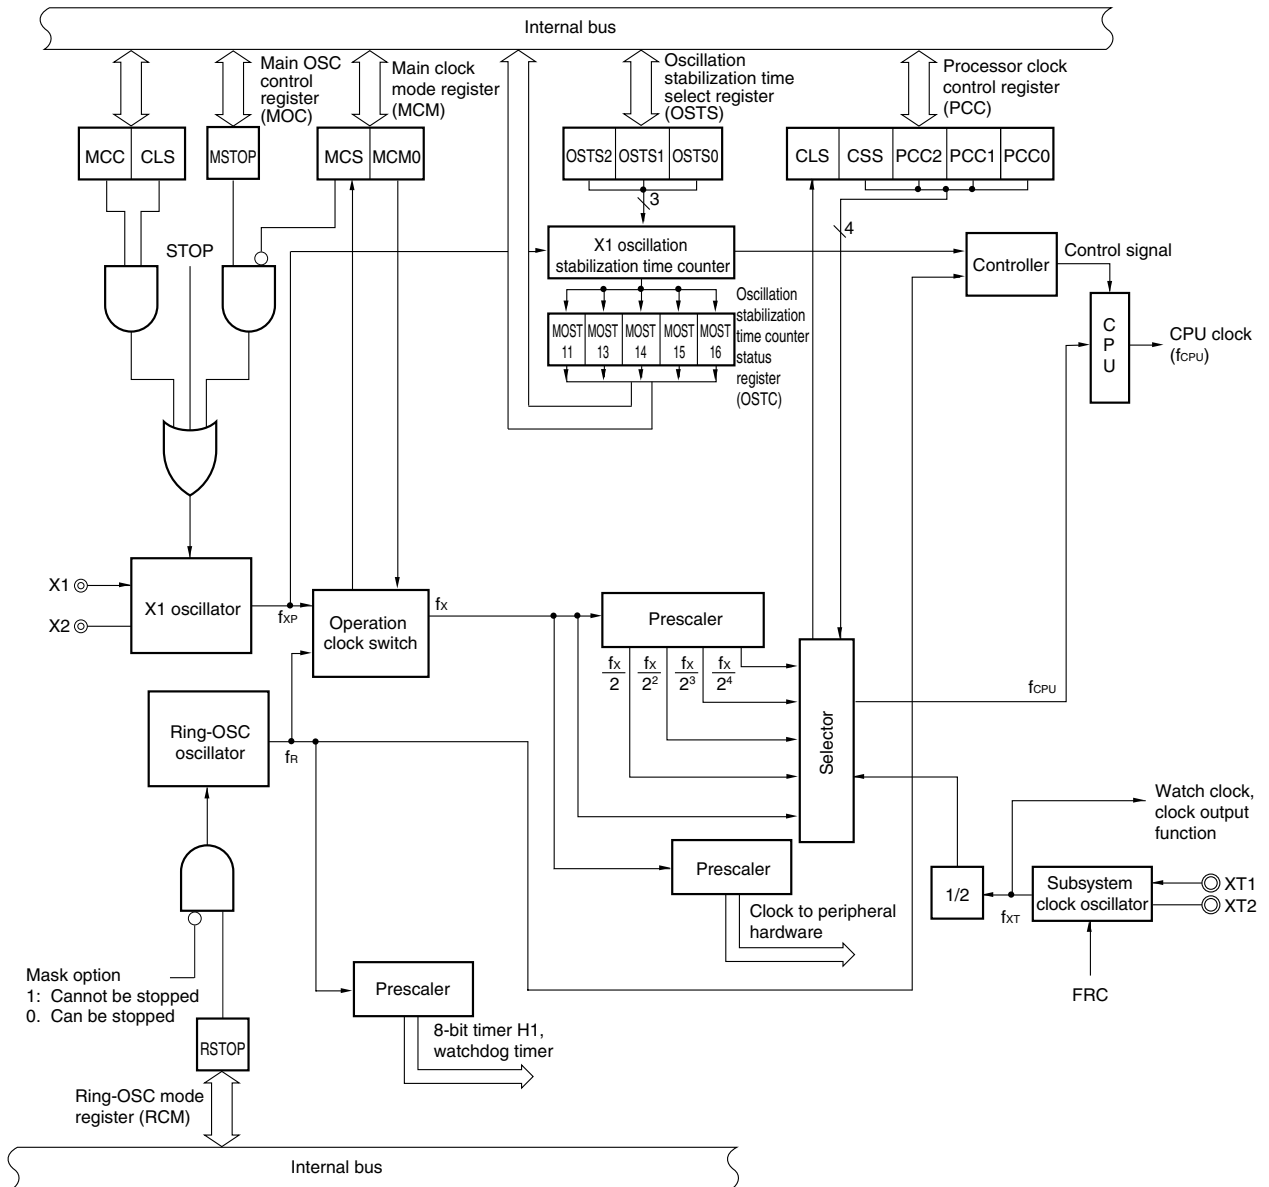 Internal bus
Main OSC
control
register
(MOC)
Main clock
mode register
(MCM)
Oscillation
stabilization time
select register
(OSTS)
Processor clock
control register
(PCC)
MCC CLS
MSTOP
MCS MCM0
OSTS2 OSTS1 OSTS0
CLS CSS PCC2 PCC1 PCC0
3
4
STOP
X1 oscillation
stabilization time counter
Controller
Control signal
Oscillation
stabilization
time counter
status
register
(OSTC)
MOST
11
MOST
13
MOST
14
MOST
15
MOST
16
C
P
U
CPU clock
(fCPU)
X1
X2
X1 oscillator
fXP
Operation
clock switch
fX
Prescaler
fX
2
fX
2²
fX
2³
fX
2⁴
Selector
fCPU
Ring-OSC
oscillator
fR
Watch clock,
clock output
function
Prescaler
Clock to peripheral
hardware
1/2
fXT
Subsystem
clock oscillator
XT1
XT2
FRC
Mask option
1: Cannot be stopped
0. Can be stopped
Prescaler
8-bit timer H1,
watchdog timer
RSTOP
Ring-OSC mode
register (RCM)
Internal bus